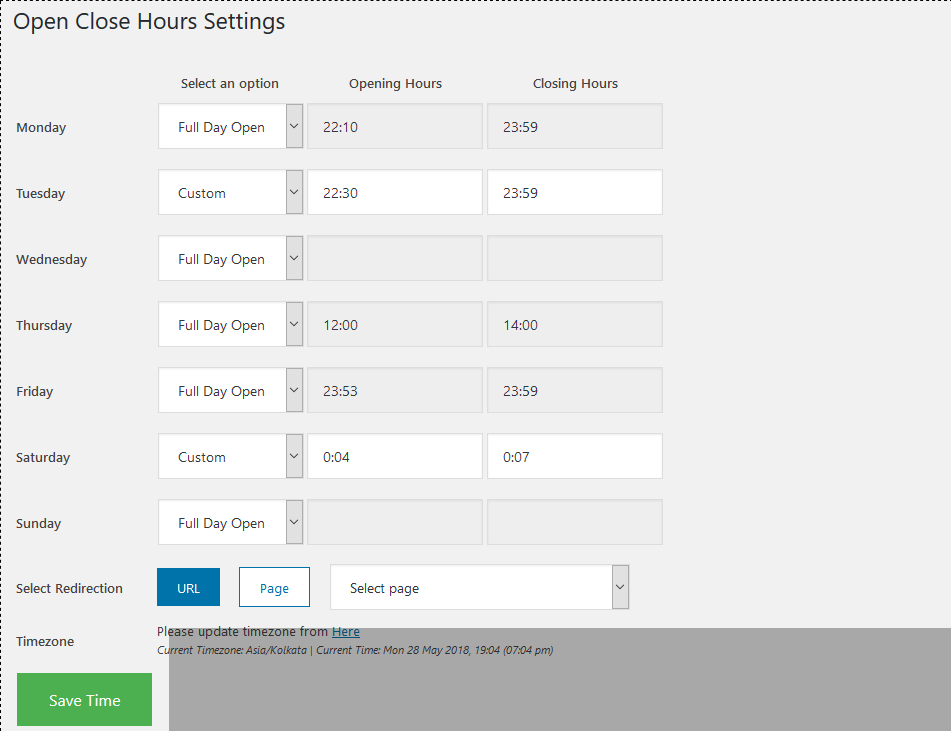 Open Close Hours Settings
Select an option Opening Hours Closing Hours
Monday Full Day Open 22:10 23:59
Tuesday Custom 22:30 23:59
Wednesday Full Day Open
Thursday Full Day Open 12:00 14:00
Friday Full Day Open 23:53 23:59
Saturday Custom 0:04 0:07
Sunday Full Day Open
Select Redirection URL Page Select page
Please update timezone from Here
Timezone
Current Timezone: Asia/Kolkata | Current Time: Mon 28 May 2018, 19:04 (07:04 pm)
Save Time